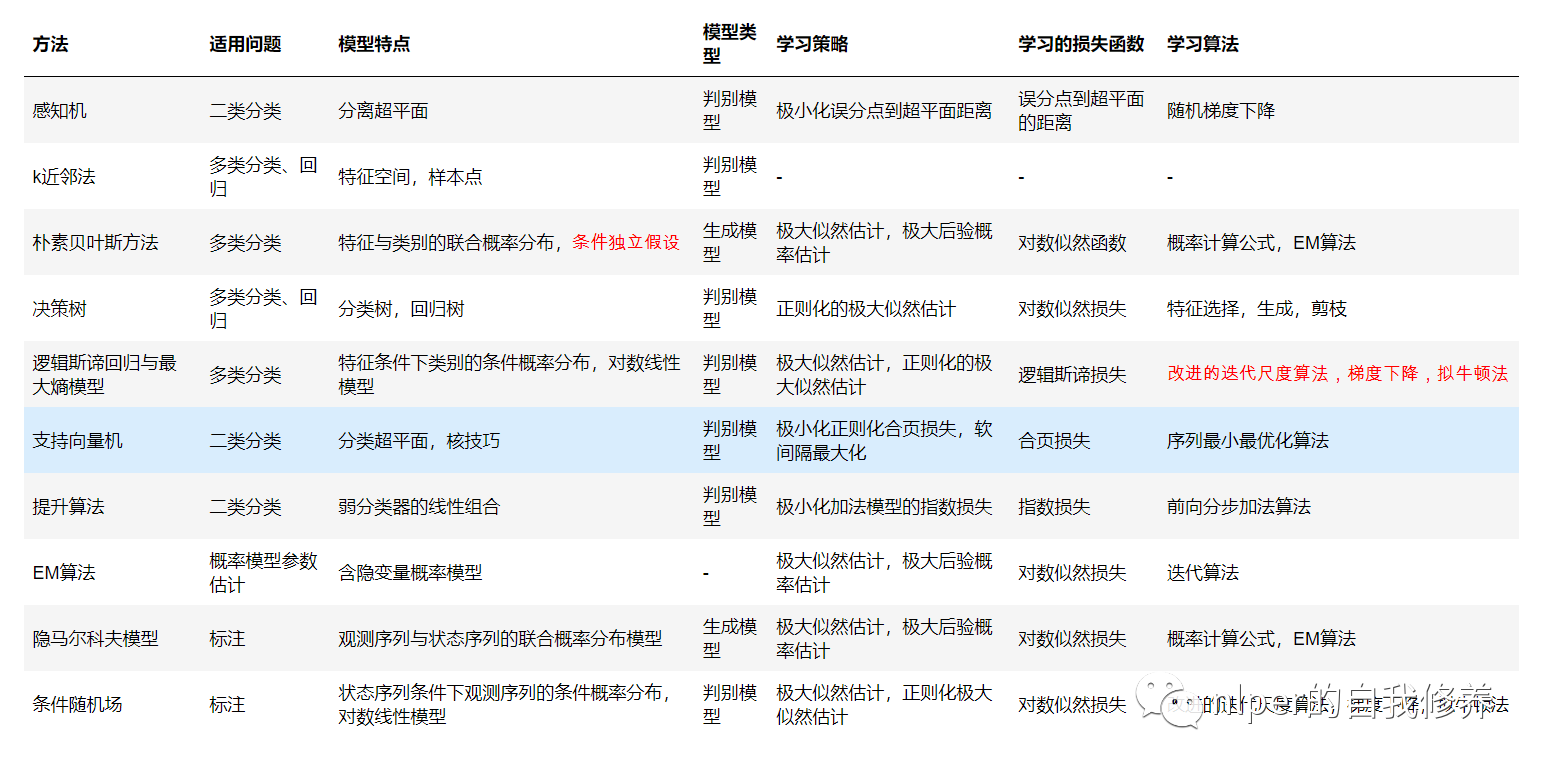 方法 适用问题 模型特点 模型类型 学习策略 学习的损失函数 学习算法
感知机 二类分类 分离超平面 判别模型 极小化误分点到超平面距离 误分点到超平面的距离 随机梯度下降
k近邻法 多类分类、回归 特征空间，样本点 判别模型 - - -
朴素贝叶斯方法 多类分类 特征与类别的联合概率分布，条件独立假设 生成模型 极大似然估计，极大后验概率估计 对数似然函数 概率计算公式，EM算法
决策树 多类分类、回归 分类树，回归树 判别模型 正则化的极大似然估计 对数似然损失 特征选择，生成，剪枝
逻辑斯谛回归与最大熵模型 多类分类 特征条件下类别的条件概率分布，对数线性模型 判别模型 极大似然估计，正则化的极大似然估计 逻辑斯谛损失 改进的迭代尺度算法，梯度下降，拟牛顿法
支持向量机 二类分类 分类超平面，核技巧 判别模型 极小化正则化合页损失，软间隔最大化 合页损失 序列最小最优化算法
提升算法 二类分类 弱分类器的线性组合 判别模型 极小化加法模型的指数损失 指数损失 前向分步加法算法
EM算法 概率模型参数估计 含隐变量概率模型 - 极大似然估计，极大后验概率估计 对数似然损失 迭代算法
隐马尔科夫模型 标注 观测序列与状态序列的联合概率分布模型 生成模型 极大似然估计，极大后验概率估计 对数似然损失 概率计算公式，EM算法
条件随机场 标注 状态序列条件下观测序列的条件概率分布，对数线性模型 判别模型 极大似然估计，正则化极大似然估计 对数似然损失 改进的迭代尺度算法，梯度下降，拟牛顿法
nlper的自我修养